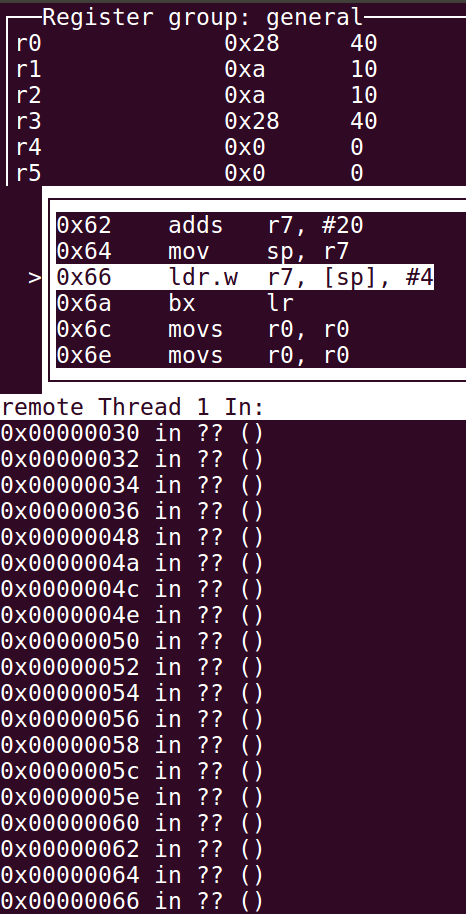 Register group: general
r0 0x28 40
r1 0xa 10
r2 0xa 10
r3 0x28 40
r4 0x0 0
r5 0x0 0
0x62 adds r7, #20
0x64 mov sp, r7
> 0x66 ldr.w r7, [sp], #4
0x6a bx lr
0x6c movs r0, r0
0x6e movs r0, r0
remote Thread 1 In:
0x00000030 in ?? ()
0x00000032 in ?? ()
0x00000034 in ?? ()
0x00000036 in ?? ()
0x00000048 in ?? ()
0x0000004a in ?? ()
0x0000004c in ?? ()
0x0000004e in ?? ()
0x00000050 in ?? ()
0x00000052 in ?? ()
0x00000054 in ?? ()
0x00000056 in ?? ()
0x00000058 in ?? ()
0x0000005c in ?? ()
0x0000005e in ?? ()
0x00000060 in ?? ()
0x00000062 in ?? ()
0x00000064 in ?? ()
0x00000066 in ?? ()